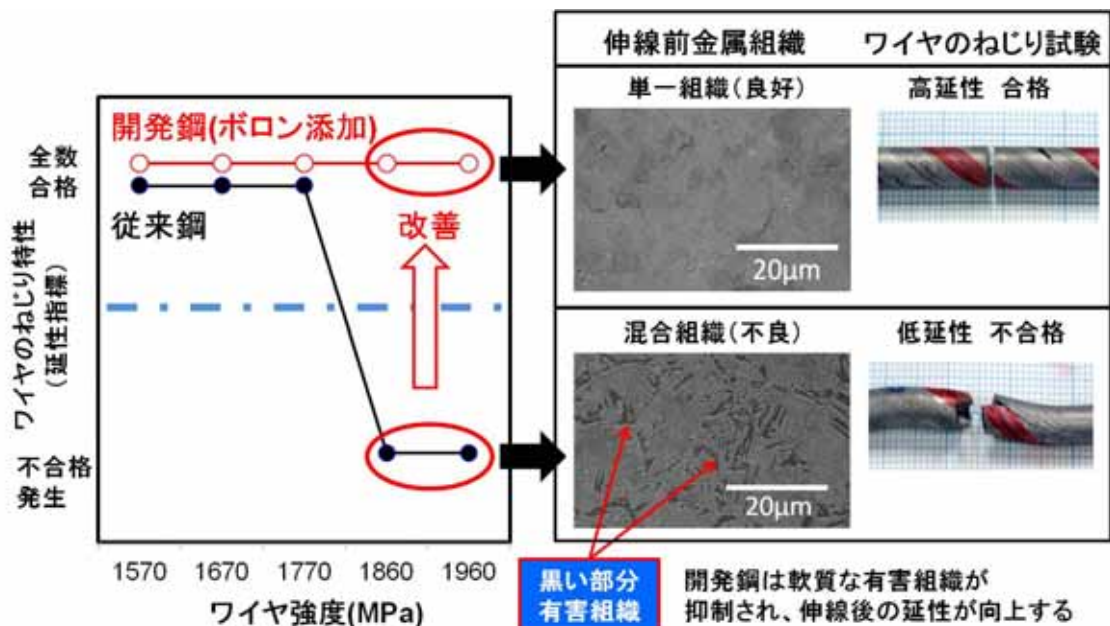 開発鋼(ボロン添加)
全数
合格
従来鋼
改善
ワイヤのねじり特性
(延性指標)
不合格
発生
1570 1670 1770 1860 1960
ワイヤ強度(MPa)
伸線前金属組織
ワイヤのねじり試験
単一組織(良好)
高延性 合格
20μm
混合組織(不良)
低延性 不合格
20μm
黒い部分
有害組織
開発鋼は軟質な有害組織が
抑制され、伸線後の延性が向上する